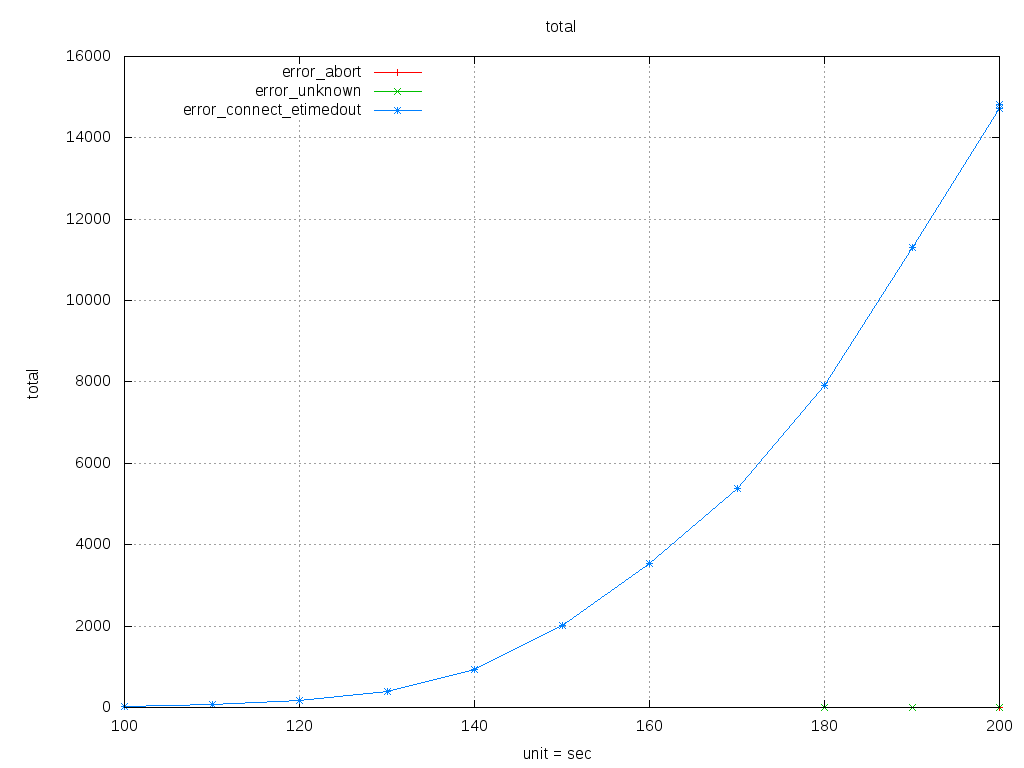 total
16000
14000
12000
10000
8000
6000
4000
2000
0
total
error_abort
error_unknown
error_connect_etimedout
100 120 140 160 180 200
unit = sec